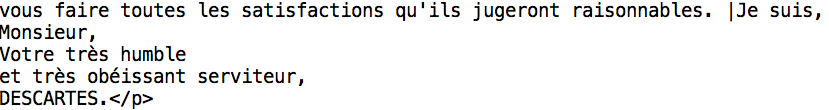 vous faire toutes les satisfactions qu'ils jugeront raisonnables. |Je suis,
Monsieur,
Votre très humble
et très obéissant serviteur,
DESCARTES.</p>